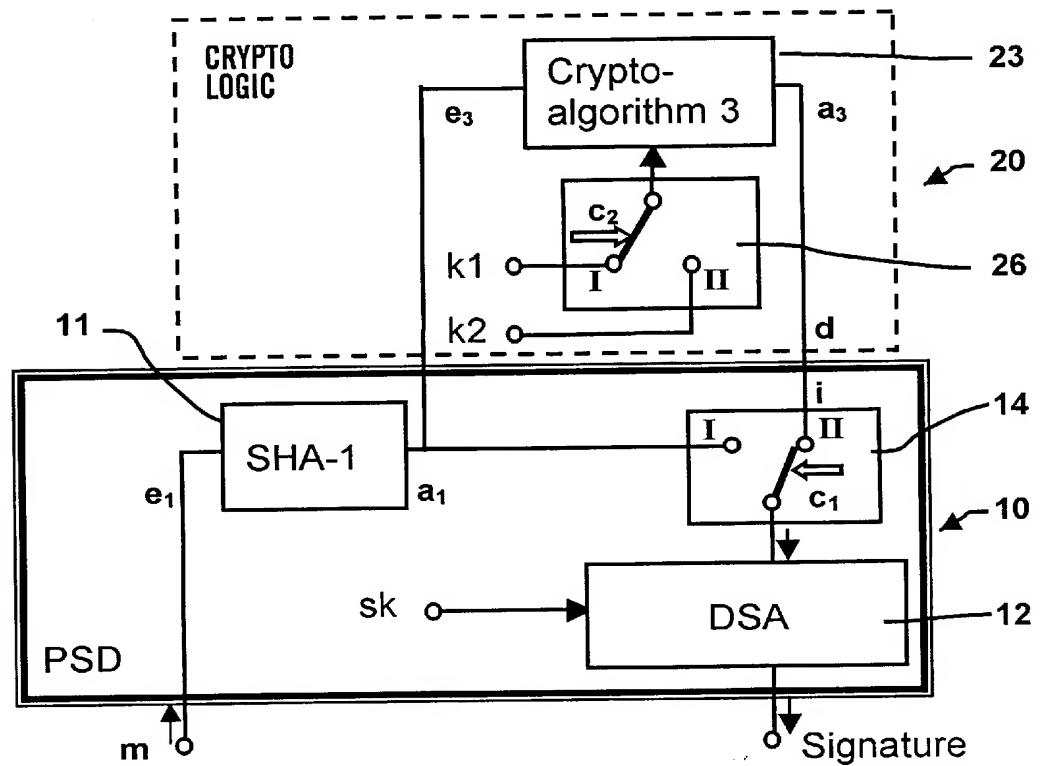 CRYPTO
LOGIC
Crypto-
algorithm 3
23
e₃
a₃
20
c₂
k1
I
II
26
k2
d
11
i
14
I
II
SHA-1
e₁
a₁
c₁
10
sk
DSA
12
PSD
m
Signature